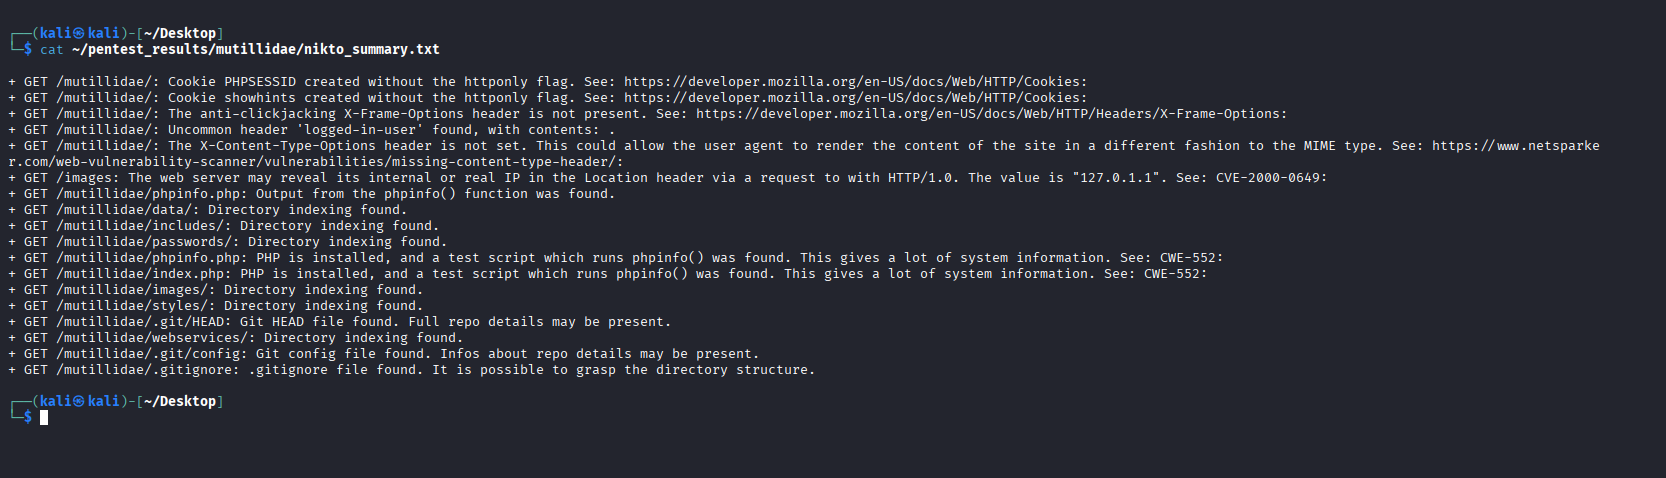 ┌──(kali㉿kali)-[~/Desktop]
└─$ cat ~/pentest_results/mutillidae/nikto_summary.txt
+ GET /mutillidae/: Cookie PHPSESSID created without the httponly flag. See: https://developer.mozilla.org/en-US/docs/Web/HTTP/Cookies:
+ GET /mutillidae/: Cookie showhints created without the httponly flag. See: https://developer.mozilla.org/en-US/docs/Web/HTTP/Cookies:
+ GET /mutillidae/: The anti-clickjacking X-Frame-Options header is not present. See: https://developer.mozilla.org/en-US/docs/Web/HTTP/Headers/X-Frame-Options:
+ GET /mutillidae/: Uncommon header 'logged-in-user' found, with contents: .
+ GET /mutillidae/: The X-Content-Type-Options header is not set. This could allow the user agent to render the content of the site in a different fashion to the MIME type. See: https://www.netsparke
r.com/web-vulnerability-scanner/vulnerabilities/missing-content-type-header/:
+ GET /images: The web server may reveal its internal or real IP in the Location header via a request to with HTTP/1.0. The value is "127.0.1.1". See: CVE-2000-0649:
+ GET /mutillidae/phpinfo.php: Output from the phpinfo() function was found.
+ GET /mutillidae/data/: Directory indexing found.
+ GET /mutillidae/includes/: Directory indexing found.
+ GET /mutillidae/passwords/: Directory indexing found.
+ GET /mutillidae/phpinfo.php: PHP is installed, and a test script which runs phpinfo() was found. This gives a lot of system information. See: CWE-552:
+ GET /mutillidae/index.php: PHP is installed, and a test script which runs phpinfo() was found. This gives a lot of system information. See: CWE-552:
+ GET /mutillidae/images/: Directory indexing found.
+ GET /mutillidae/styles/: Directory indexing found.
+ GET /mutillidae/.git/HEAD: Git HEAD file found. Full repo details may be present.
+ GET /mutillidae/webservices/: Directory indexing found.
+ GET /mutillidae/.git/config: Git config file found. Infos about repo details may be present.
+ GET /mutillidae/.gitignore: .gitignore file found. It is possible to grasp the directory structure.
┌──(kali㉿kali)-[~/Desktop]
└─$